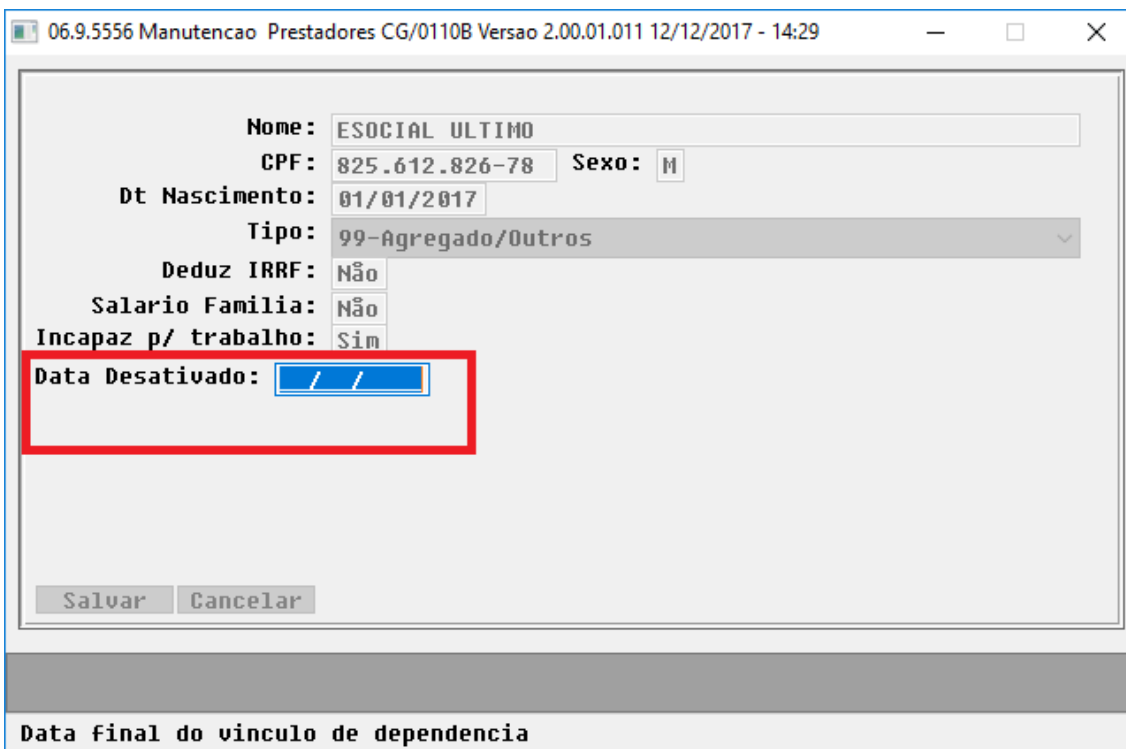 06.9.5556 Manutencao Prestadores CG/0110B Versao 2.00.01.011 12/12/2017 - 14:29
Nome: ESOCIAL ULTIMO
CPF: 825.612.826-78 Sexo: M
Dt Nascimento: 01/01/2017
Tipo: 99-Agregado/Outros
Deduz IRRF: Não
Salario Familia: Não
Incapaz p/ trabalho: Sim
Data Desativado: / /
Salvar Cancelar
Data final do vinculo de dependencia